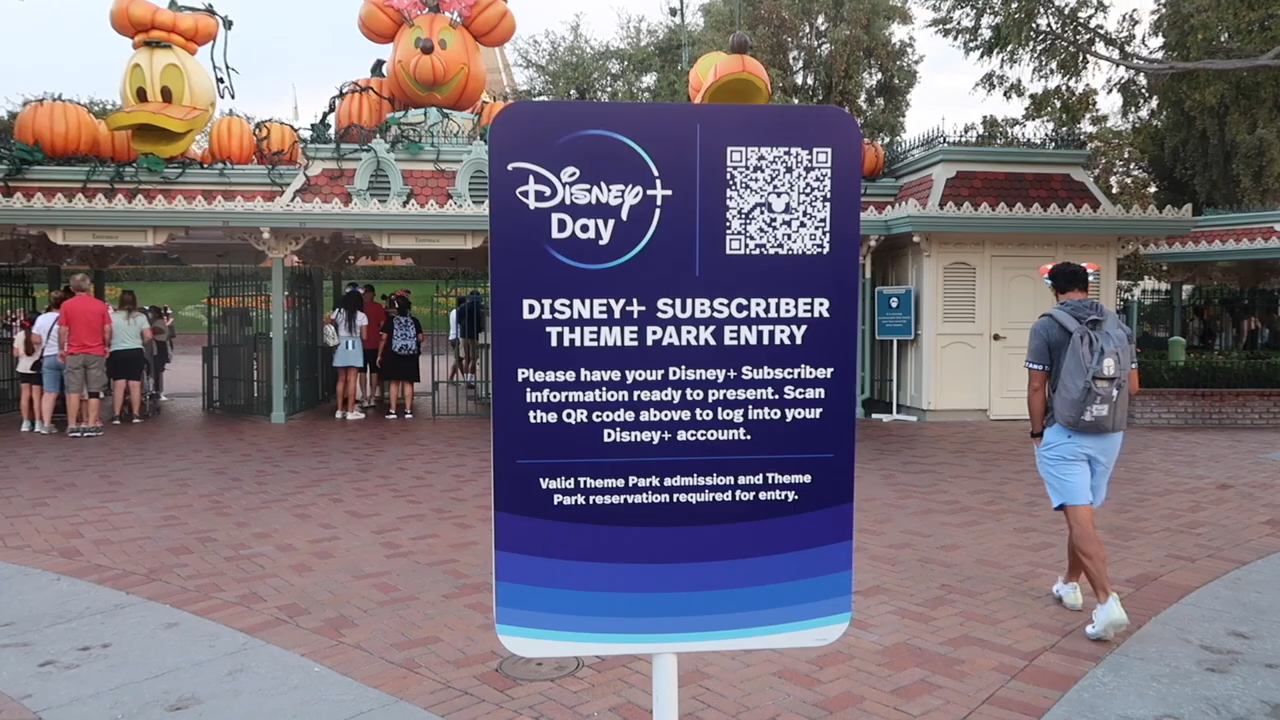 Entrance
Entrance
Disney+
Day
DISNEY+ SUBSCRIBER
THEME PARK ENTRY
Please have your Disney+ Subscriber
information ready to present. Scan
the QR code above to log into your
Disney+ account.
Valid Theme Park admission and Theme
Park reservation required for entry.